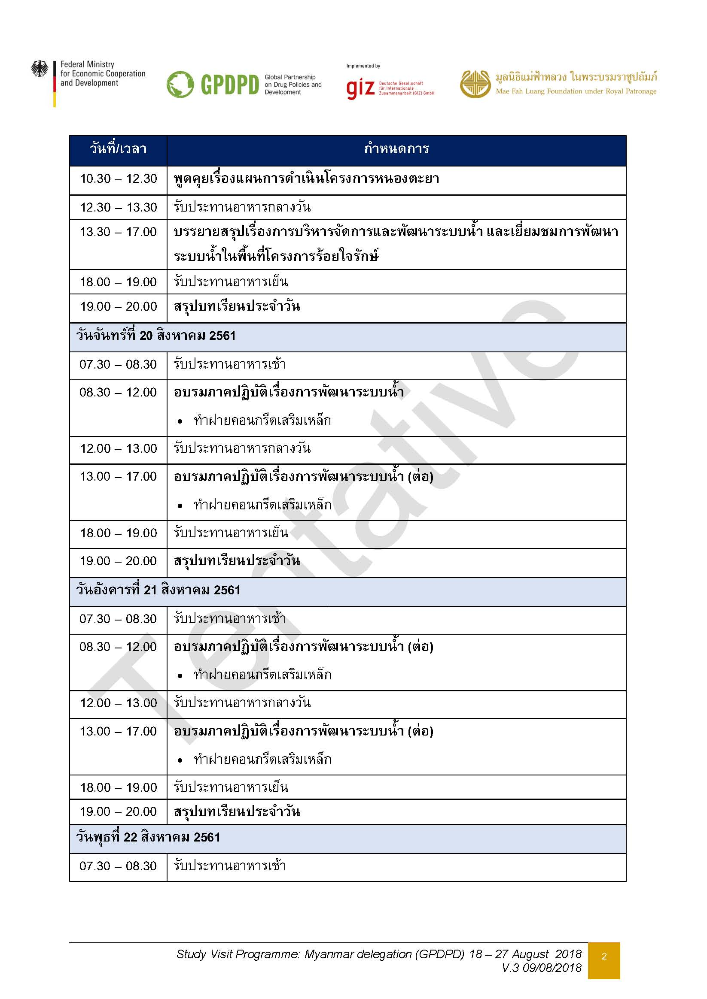 Federal Ministry
for Economic Cooperation
and Development
GPDPD
Global Partnership
on Drug Policies and
Development
Implemented by
giz
Deutsche Gesellschaft
für Internationale
Zusammenarbeit (GIZ) GmbH
มูลนิธิแม่ฟ้าหลวง ในพระบรมราชูปถัมภ์
Mae Fah Luang Foundation under Royal Patronage
วันที่/เวลา กำหนดการ
10.30 – 12.30 พูดคุยเรื่องแผนการดำเนินโครงการหนองตะยา
12.30 – 13.30 รับประทานอาหารกลางวัน
13.30 – 17.00 บรรยายสรุปเรื่องการบริหารจัดการและพัฒนาระบบน้ำ และเยี่ยมชมการพัฒนา
ระบบน้ำในพื้นที่โครงการร้อยใจรักษ์
18.00 – 19.00 รับประทานอาหารเย็น
19.00 – 20.00 สรุปบทเรียนประจำวัน
วันจันทร์ที่ 20 สิงหาคม 2561
07.30 – 08.30 รับประทานอาหารเช้า
08.30 – 12.00 อบรมภาคปฏิบัติเรื่องการพัฒนาระบบน้ำ
• ทำฝายคอนกรีตเสริมเหล็ก
12.00 – 13.00 รับประทานอาหารกลางวัน
13.00 – 17.00 อบรมภาคปฏิบัติเรื่องการพัฒนาระบบน้ำ (ต่อ)
• ทำฝายคอนกรีตเสริมเหล็ก
18.00 – 19.00 รับประทานอาหารเย็น
19.00 – 20.00 สรุปบทเรียนประจำวัน
วันอังคารที่ 21 สิงหาคม 2561
07.30 – 08.30 รับประทานอาหารเช้า
08.30 – 12.00 อบรมภาคปฏิบัติเรื่องการพัฒนาระบบน้ำ (ต่อ)
• ทำฝายคอนกรีตเสริมเหล็ก
12.00 – 13.00 รับประทานอาหารกลางวัน
13.00 – 17.00 อบรมภาคปฏิบัติเรื่องการพัฒนาระบบน้ำ (ต่อ)
• ทำฝายคอนกรีตเสริมเหล็ก
18.00 – 19.00 รับประทานอาหารเย็น
19.00 – 20.00 สรุปบทเรียนประจำวัน
วันพุธที่ 22 สิงหาคม 2561
07.30 – 08.30 รับประทานอาหารเช้า
Tentative
Study Visit Programme: Myanmar delegation (GPDPD) 18 – 27 August 2018
V.3 09/08/2018
2